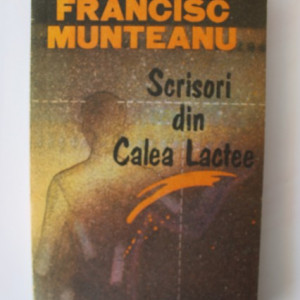 FRANCISC
MUNTEANU
Scrisori
din
Calea Lactee